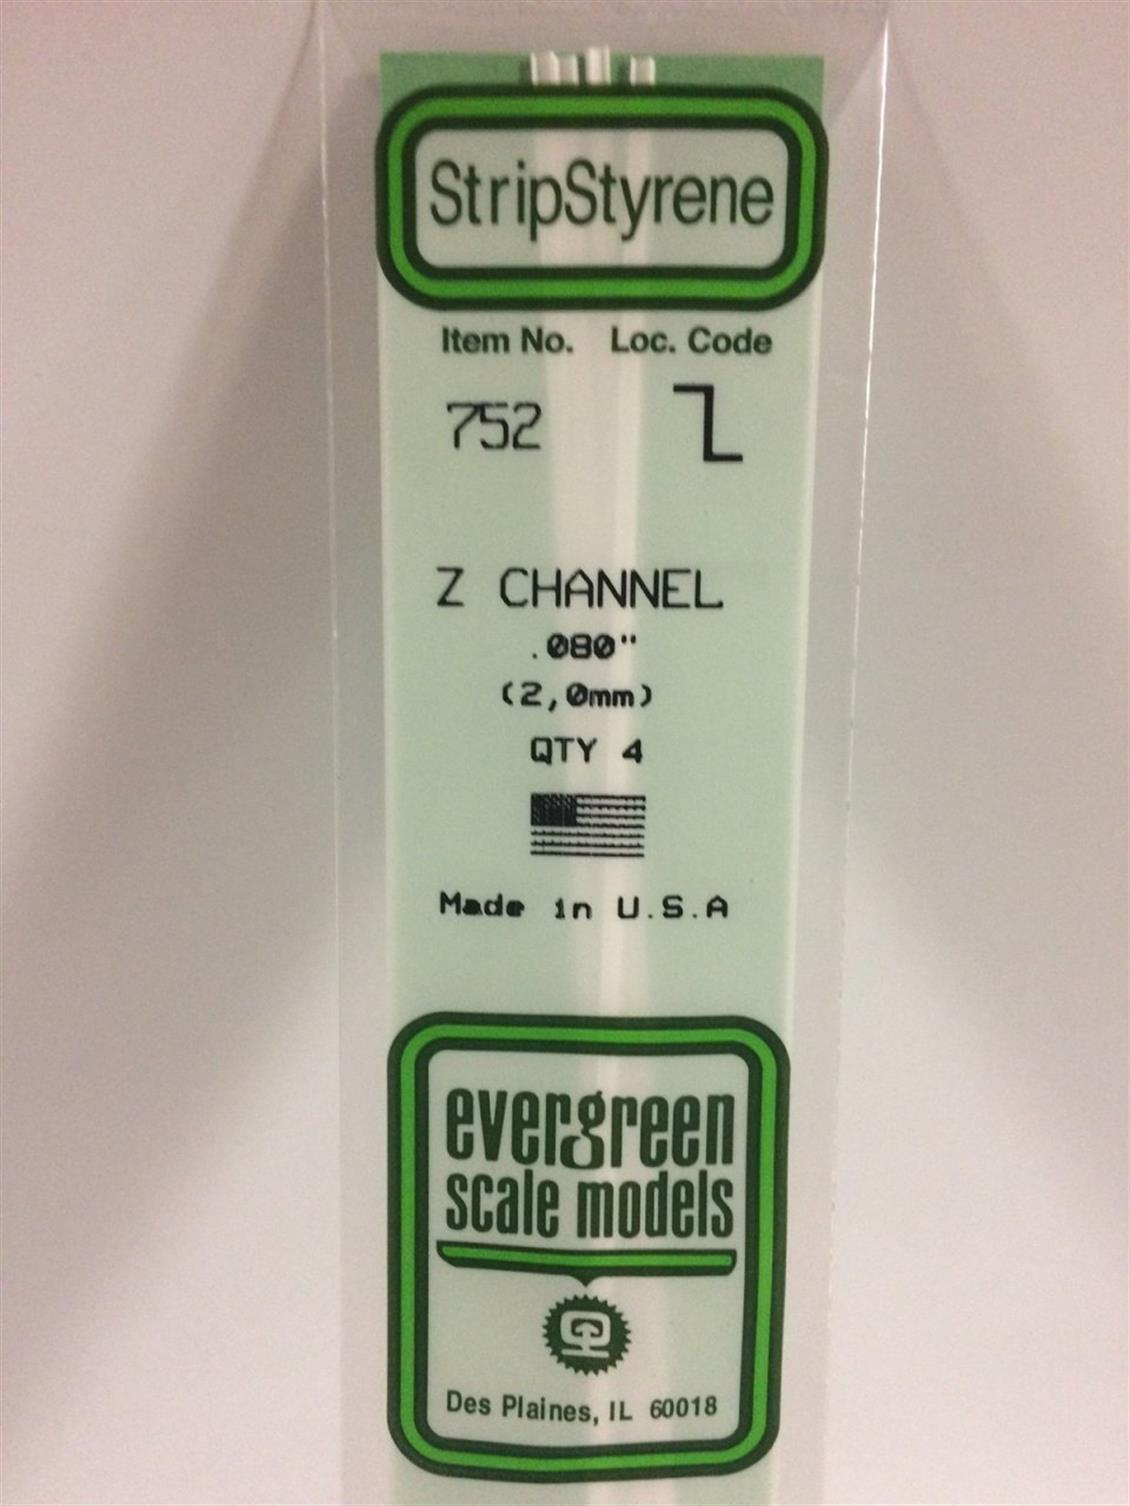 StripStyrene
Item No. Loc. Code
752
Z CHANNEL
.080"
(2,0mm)
QTY 4
Made in U.S.A
evergreen
scale models
Des Plaines, IL 60018